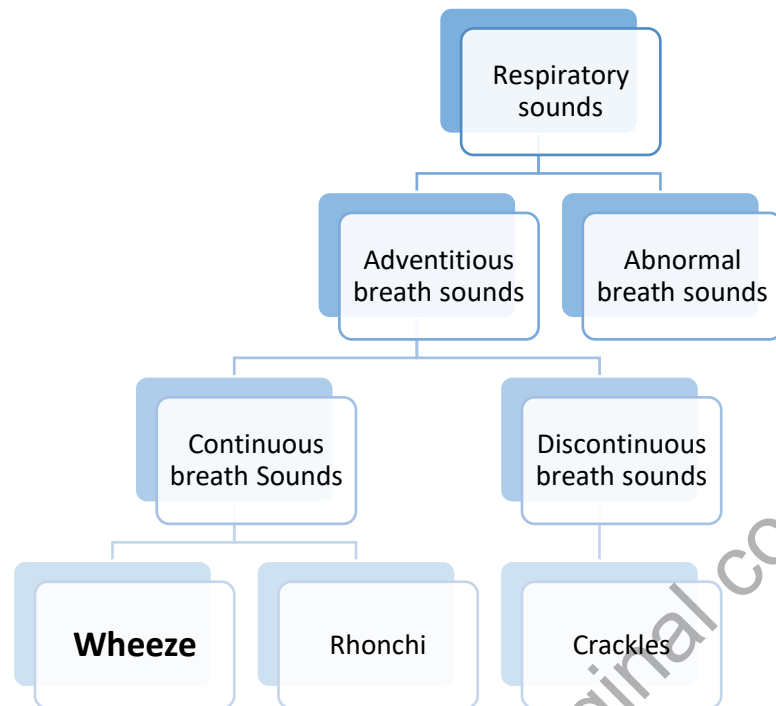 Respiratory
sounds
Adventitious
breath sounds
Abnormal
breath sounds
Continuous
breath Sounds
Discontinuous
breath sounds
Wheeze
Rhonchi
Crackles